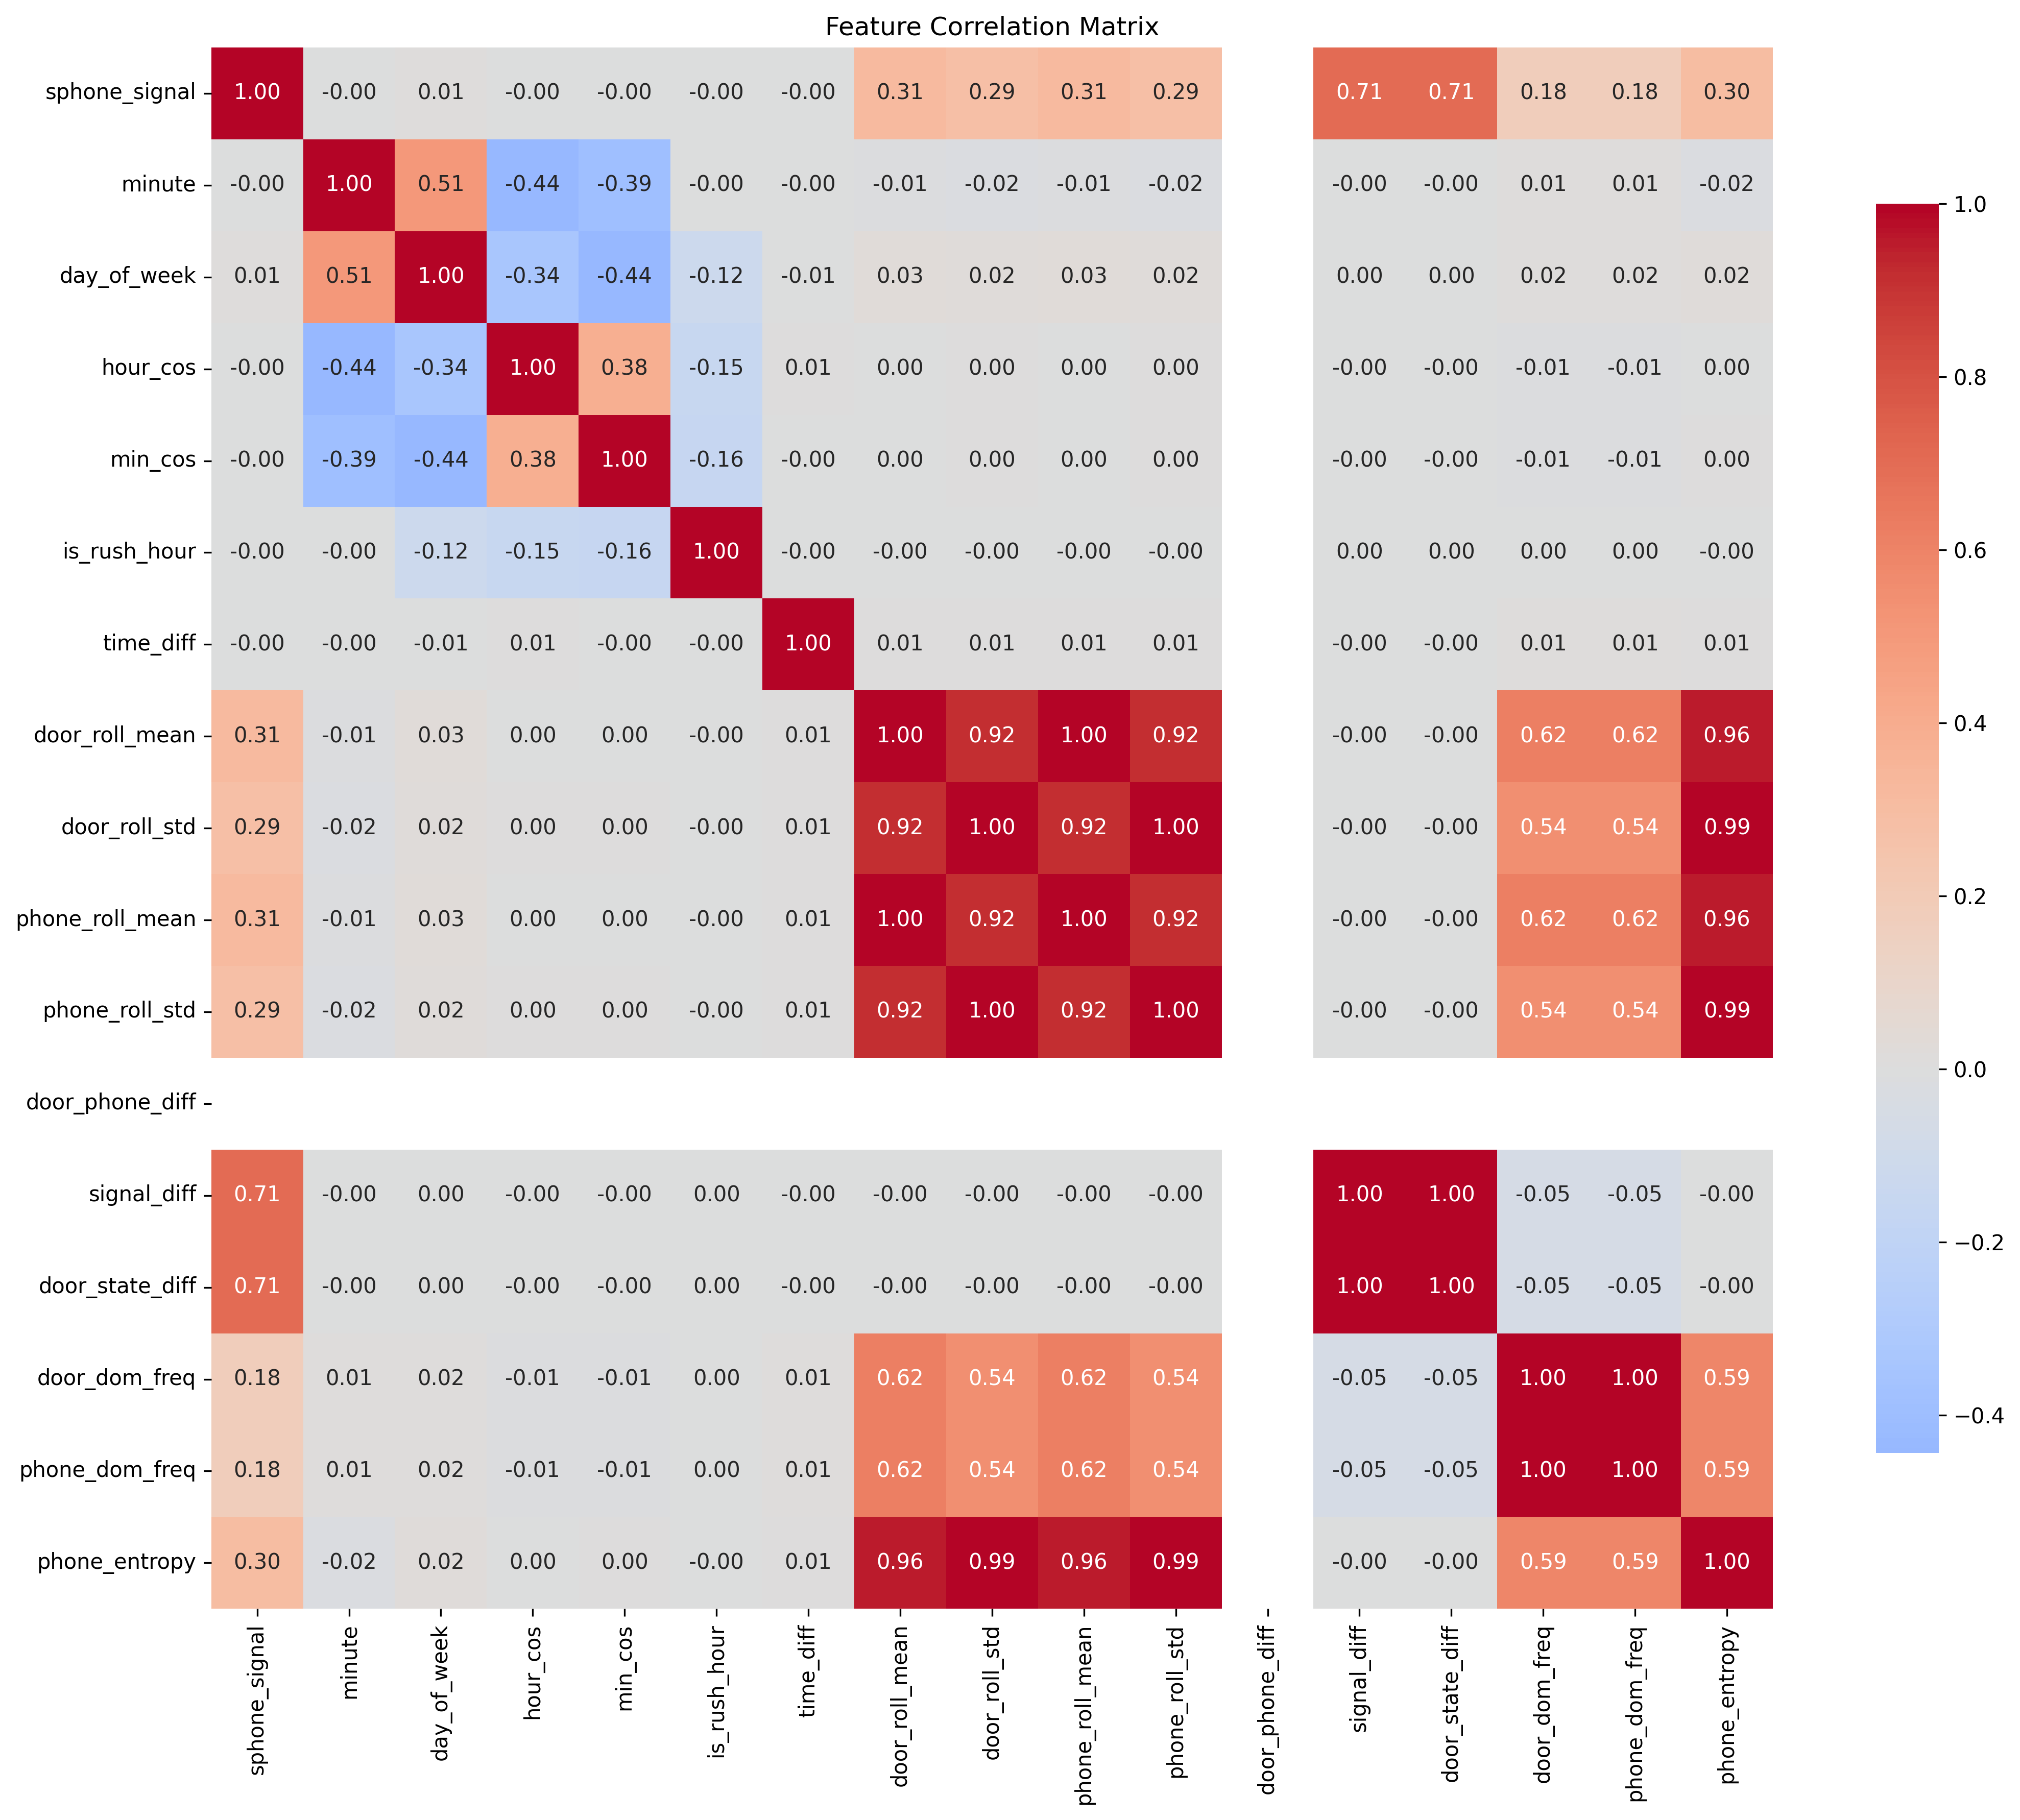 Feature Correlation Matrix
sphone_signal 1.00 -0.00 0.01 -0.00 -0.00 -0.00 -0.00 0.31 0.29 0.31 0.29 0.71 0.71 0.18 0.18 0.30
minute -0.00 1.00 0.51 -0.44 -0.39 -0.00 -0.00 -0.01 -0.02 -0.01 -0.02 -0.00 -0.00 0.01 0.01 -0.02
day_of_week 0.01 0.51 1.00 -0.34 -0.44 -0.12 -0.01 0.03 0.02 0.03 0.02 0.00 0.00 0.02 0.02 0.02
hour_cos -0.00 -0.44 -0.34 1.00 0.38 -0.15 0.01 0.00 0.00 0.00 0.00 -0.00 -0.00 -0.01 -0.01 0.00
min_cos -0.00 -0.39 -0.44 0.38 1.00 -0.16 -0.00 0.00 0.00 0.00 0.00 -0.00 -0.00 -0.01 -0.01 0.00
is_rush_hour -0.00 -0.00 -0.12 -0.15 -0.16 1.00 -0.00 -0.00 -0.00 -0.00 -0.00 0.00 0.00 0.00 0.00 -0.00
time_diff -0.00 -0.00 -0.01 0.01 -0.00 -0.00 1.00 0.01 0.01 0.01 0.01 -0.00 -0.00 0.01 0.01 0.01
door_roll_mean 0.31 -0.01 0.03 0.00 0.00 -0.00 0.01 1.00 0.92 1.00 0.92 -0.00 -0.00 0.62 0.62 0.96
door_roll_std 0.29 -0.02 0.02 0.00 0.00 -0.00 0.01 0.92 1.00 0.92 1.00 -0.00 -0.00 0.54 0.54 0.99
phone_roll_mean 0.31 -0.01 0.03 0.00 0.00 -0.00 0.01 1.00 0.92 1.00 0.92 -0.00 -0.00 0.62 0.62 0.96
phone_roll_std 0.29 -0.02 0.02 0.00 0.00 -0.00 0.01 0.92 1.00 0.92 1.00 -0.00 -0.00 0.54 0.54 0.99
door_phone_diff
signal_diff 0.71 -0.00 0.00 -0.00 -0.00 0.00 -0.00 -0.00 -0.00 -0.00 -0.00 1.00 1.00 -0.05 -0.05 -0.00
door_state_diff 0.71 -0.00 0.00 -0.00 -0.00 0.00 -0.00 -0.00 -0.00 -0.00 -0.00 1.00 1.00 -0.05 -0.05 -0.00
door_dom_freq 0.18 0.01 0.02 -0.01 -0.01 0.00 0.01 0.62 0.54 0.62 0.54 -0.05 -0.05 1.00 1.00 0.59
phone_dom_freq 0.18 0.01 0.02 -0.01 -0.01 0.00 0.01 0.62 0.54 0.62 0.54 -0.05 -0.05 1.00 1.00 0.59
phone_entropy 0.30 -0.02 0.02 0.00 0.00 -0.00 0.01 0.96 0.99 0.96 0.99 -0.00 -0.00 0.59 0.59 1.00
sphone_signal
minute
day_of_week
hour_cos
min_cos
is_rush_hour
time_diff
door_roll_mean
door_roll_std
phone_roll_mean
phone_roll_std
door_phone_diff
signal_diff
door_state_diff
door_dom_freq
phone_dom_freq
phone_entropy
1.0
0.8
0.6
0.4
0.2
0.0
−0.2
−0.4